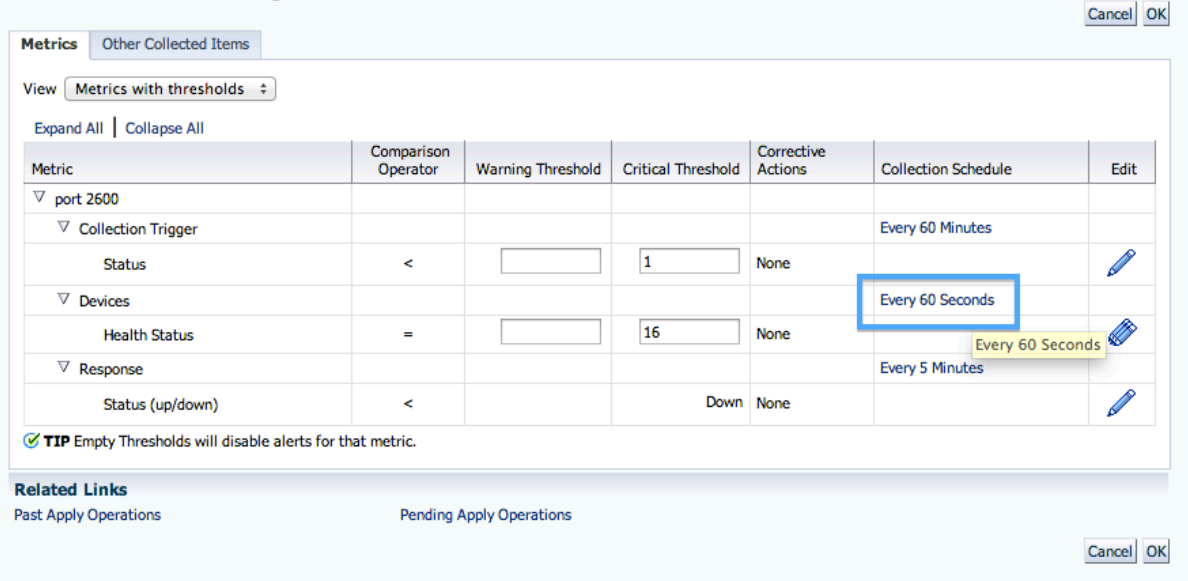 Cancel OK
Metrics Other Collected Items
View Metrics with thresholds
Expand All | Collapse All
Metric Comparison Operator Warning Threshold Critical Threshold Corrective Actions Collection Schedule Edit
port 2600
Collection Trigger Every 60 Minutes
Status < 1 None
Devices Every 60 Seconds
Health Status = 16 None
Every 60 Seconds
Response Every 5 Minutes
Status (up/down) < Down None
TIP Empty Thresholds will disable alerts for that metric.
Related Links
Past Apply Operations Pending Apply Operations
Cancel OK